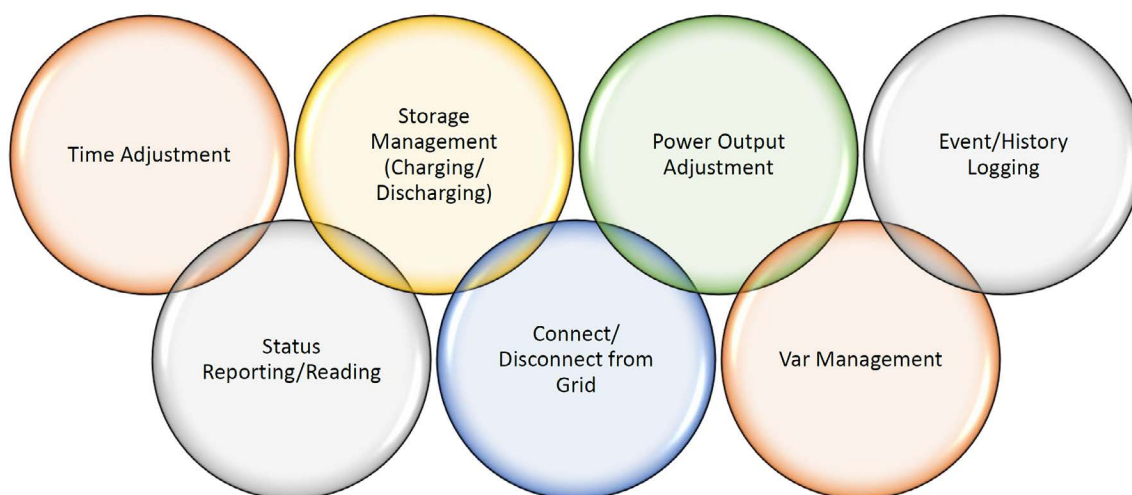 Time Adjustment
Storage
Management
(Charging/
Discharging)
Power Output
Adjustment
Event/History
Logging
Status
Reporting/Reading
Connect/
Disconnect from
Grid
Var Management